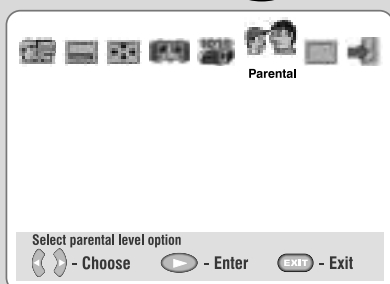 Parental
Select parental level option
- Choose - Enter EXIT - Exit